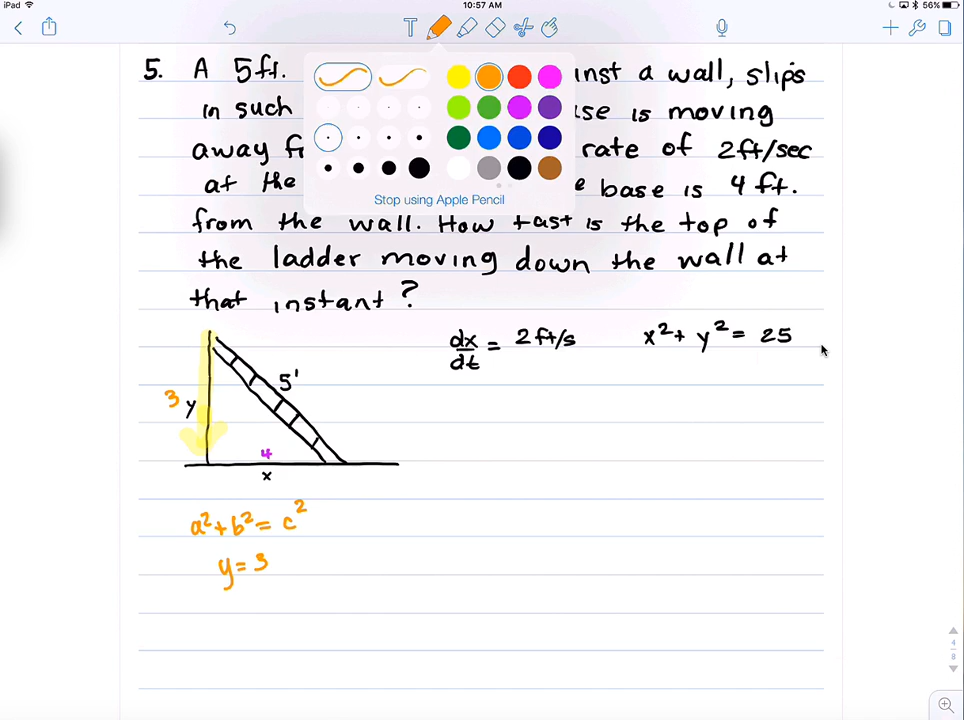 iPad 10:57 AM 56%
T
5. A 5ft. inst a wall, slips
in such se is moving
away f rate of 2ft/sec
at the e base is 4 ft.
Stop using Apple Pencil
from the wall. How fast is the top of
the ladder moving down the wall at
that instant?
dx/dt = 2 ft/s x² + y² = 25
5'
3 y
4
x
a² + b² = c²
y = 3
4
8